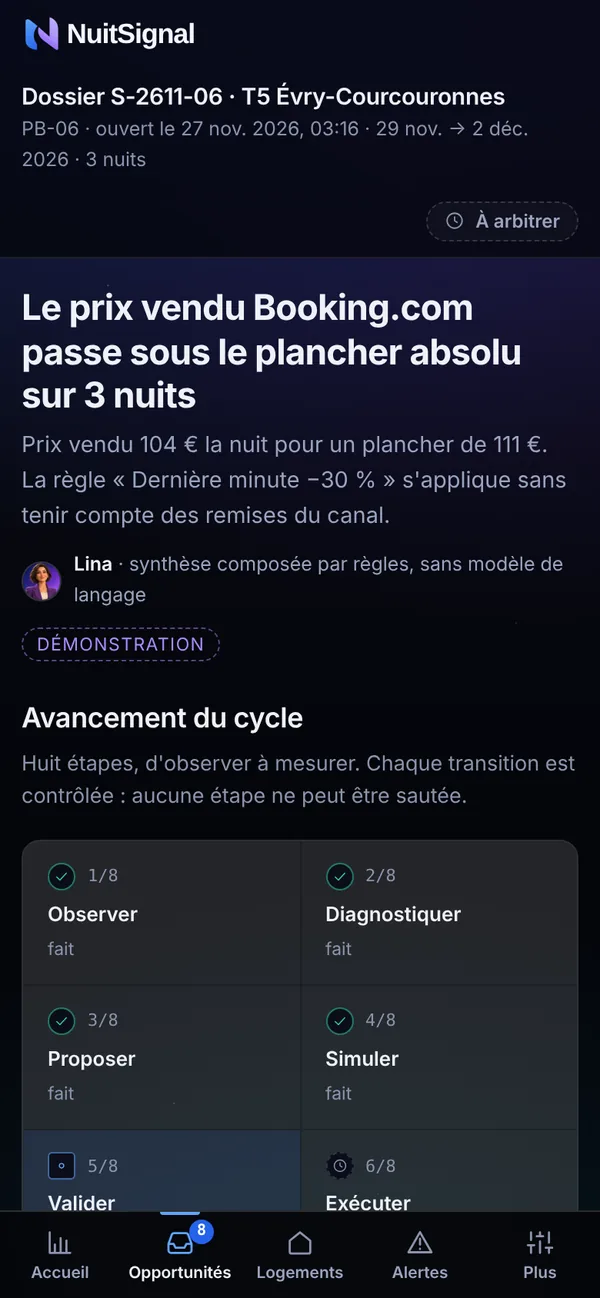 NuitSignal
Dossier S-2611-06 · T5 Évry-Courcouronnes
PB-06 · ouvert le 27 nov. 2026, 03:16 · 29 nov. → 2 déc.
2026 · 3 nuits
À arbitrer
Le prix vendu Booking.com
passe sous le plancher absolu
sur 3 nuits
Prix vendu 104 € la nuit pour un plancher de 111 €.
La règle « Dernière minute −30 % » s'applique sans
tenir compte des remises du canal.
Lina · synthèse composée par règles, sans modèle de
langage
DÉMONSTRATION
Avancement du cycle
Huit étapes, d'observer à mesurer. Chaque transition est
contrôlée : aucune étape ne peut être sautée.
1/8
Observer
fait
2/8
Diagnostiquer
fait
3/8
Proposer
fait
4/8
Simuler
fait
5/8
Valider
6/8
Exécuter
8
Accueil
Opportunités
Logements
Alertes
Plus